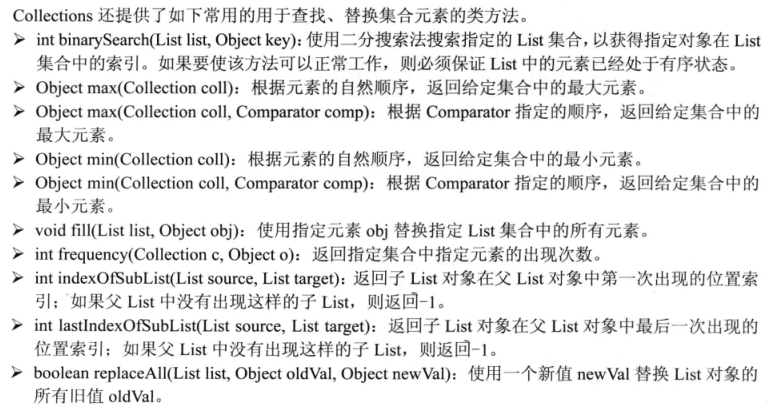 Collections 还提供了如下常用的用于查找、替换集合元素的类方法。
➢ int binarySearch(List list, Object key)：使用二分搜索法搜索指定的 List 集合，以获得指定对象在 List
集合中的索引。如果要使该方法可以正常工作，则必须保证 List 中的元素已经处于有序状态。
➢ Object max(Collection coll)：根据元素的自然顺序，返回给定集合中的最大元素。
➢ Object max(Collection coll, Comparator comp)：根据 Comparator 指定的顺序，返回给定集合中的
最大元素。
➢ Object min(Collection coll)：根据元素的自然顺序，返回给定集合中的最小元素。
➢ Object min(Collection coll, Comparator comp)：根据 Comparator 指定的顺序，返回给定集合中的
最小元素。
➢ void fill(List list, Object obj)：使用指定元素 obj 替换指定 List 集合中的所有元素。
➢ int frequency(Collection c, Object o)：返回指定集合中指定元素的出现次数。
➢ int indexOfSubList(List source, List target)：返回子 List 对象在父 List 对象中第一次出现的位置索
引；如果父 List 中没有出现这样的子 List，则返回-1。
➢ int lastIndexOfSubList(List source, List target)：返回子 List 对象在父 List 对象中最后一次出现的
位置索引；如果父 List 中没有出现这样的子 List，则返回-1。
➢ boolean replaceAll(List list, Object oldVal, Object newVal)：使用一个新值 newVal 替换 List 对象的
所有旧值 oldVal。